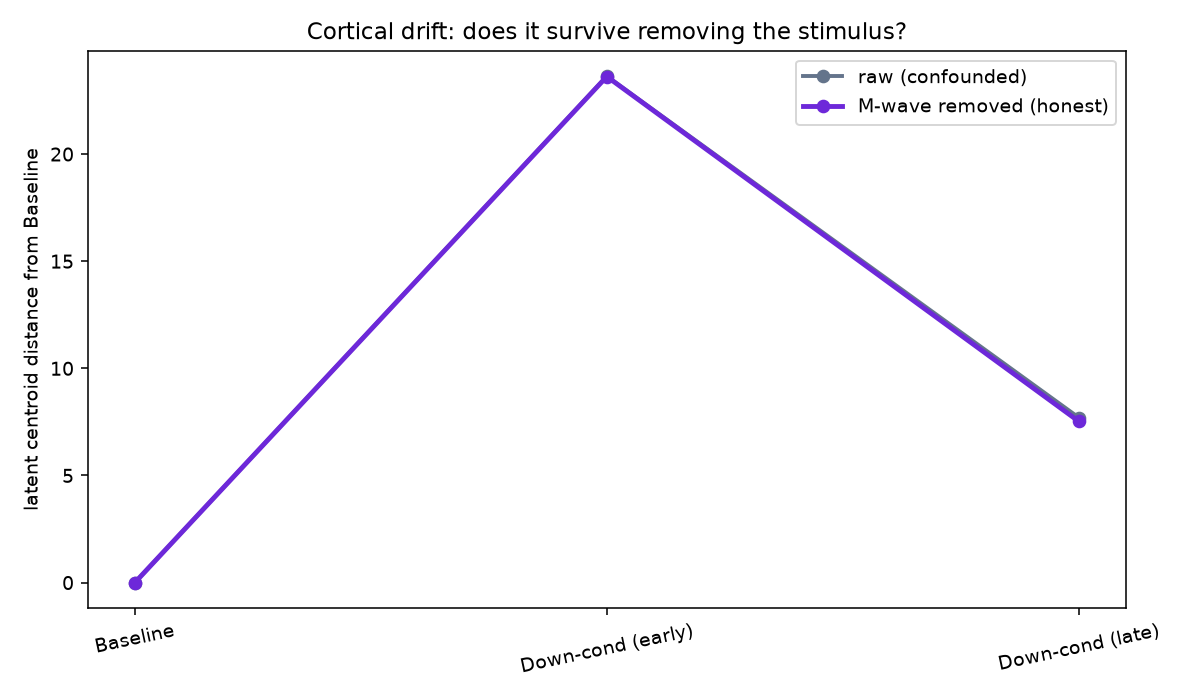 Cortical drift: does it survive removing the stimulus?
raw (confounded)
M-wave removed (honest)
latent centroid distance from Baseline
20
15
10
5
0
Baseline
Down-cond (early)
Down-cond (late)